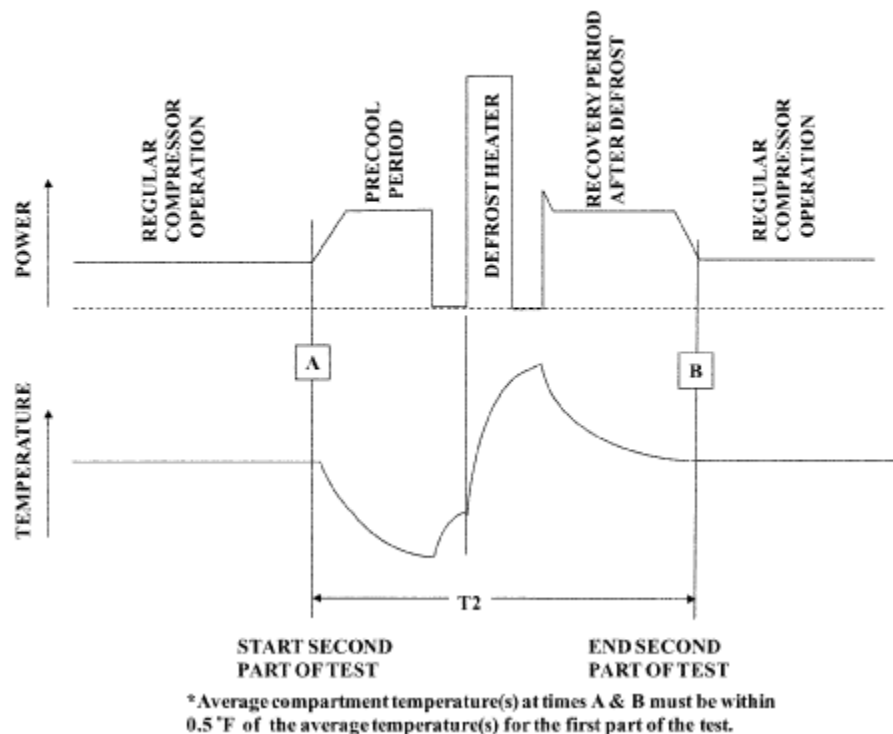 REGULAR
COMPRESSOR
OPERATION
PRECOOL
PERIOD
DEFROST HEATER
RECOVERY PERIOD
AFTER DEFROST
REGULAR
COMPRESSOR
OPERATION
POWER
A
B
TEMPERATURE
T2
START SECOND
PART OF TEST
END SECOND
PART OF TEST
*Average compartment temperature(s) at times A & B must be within
0.5 °F of the average temperature(s) for the first part of the test.